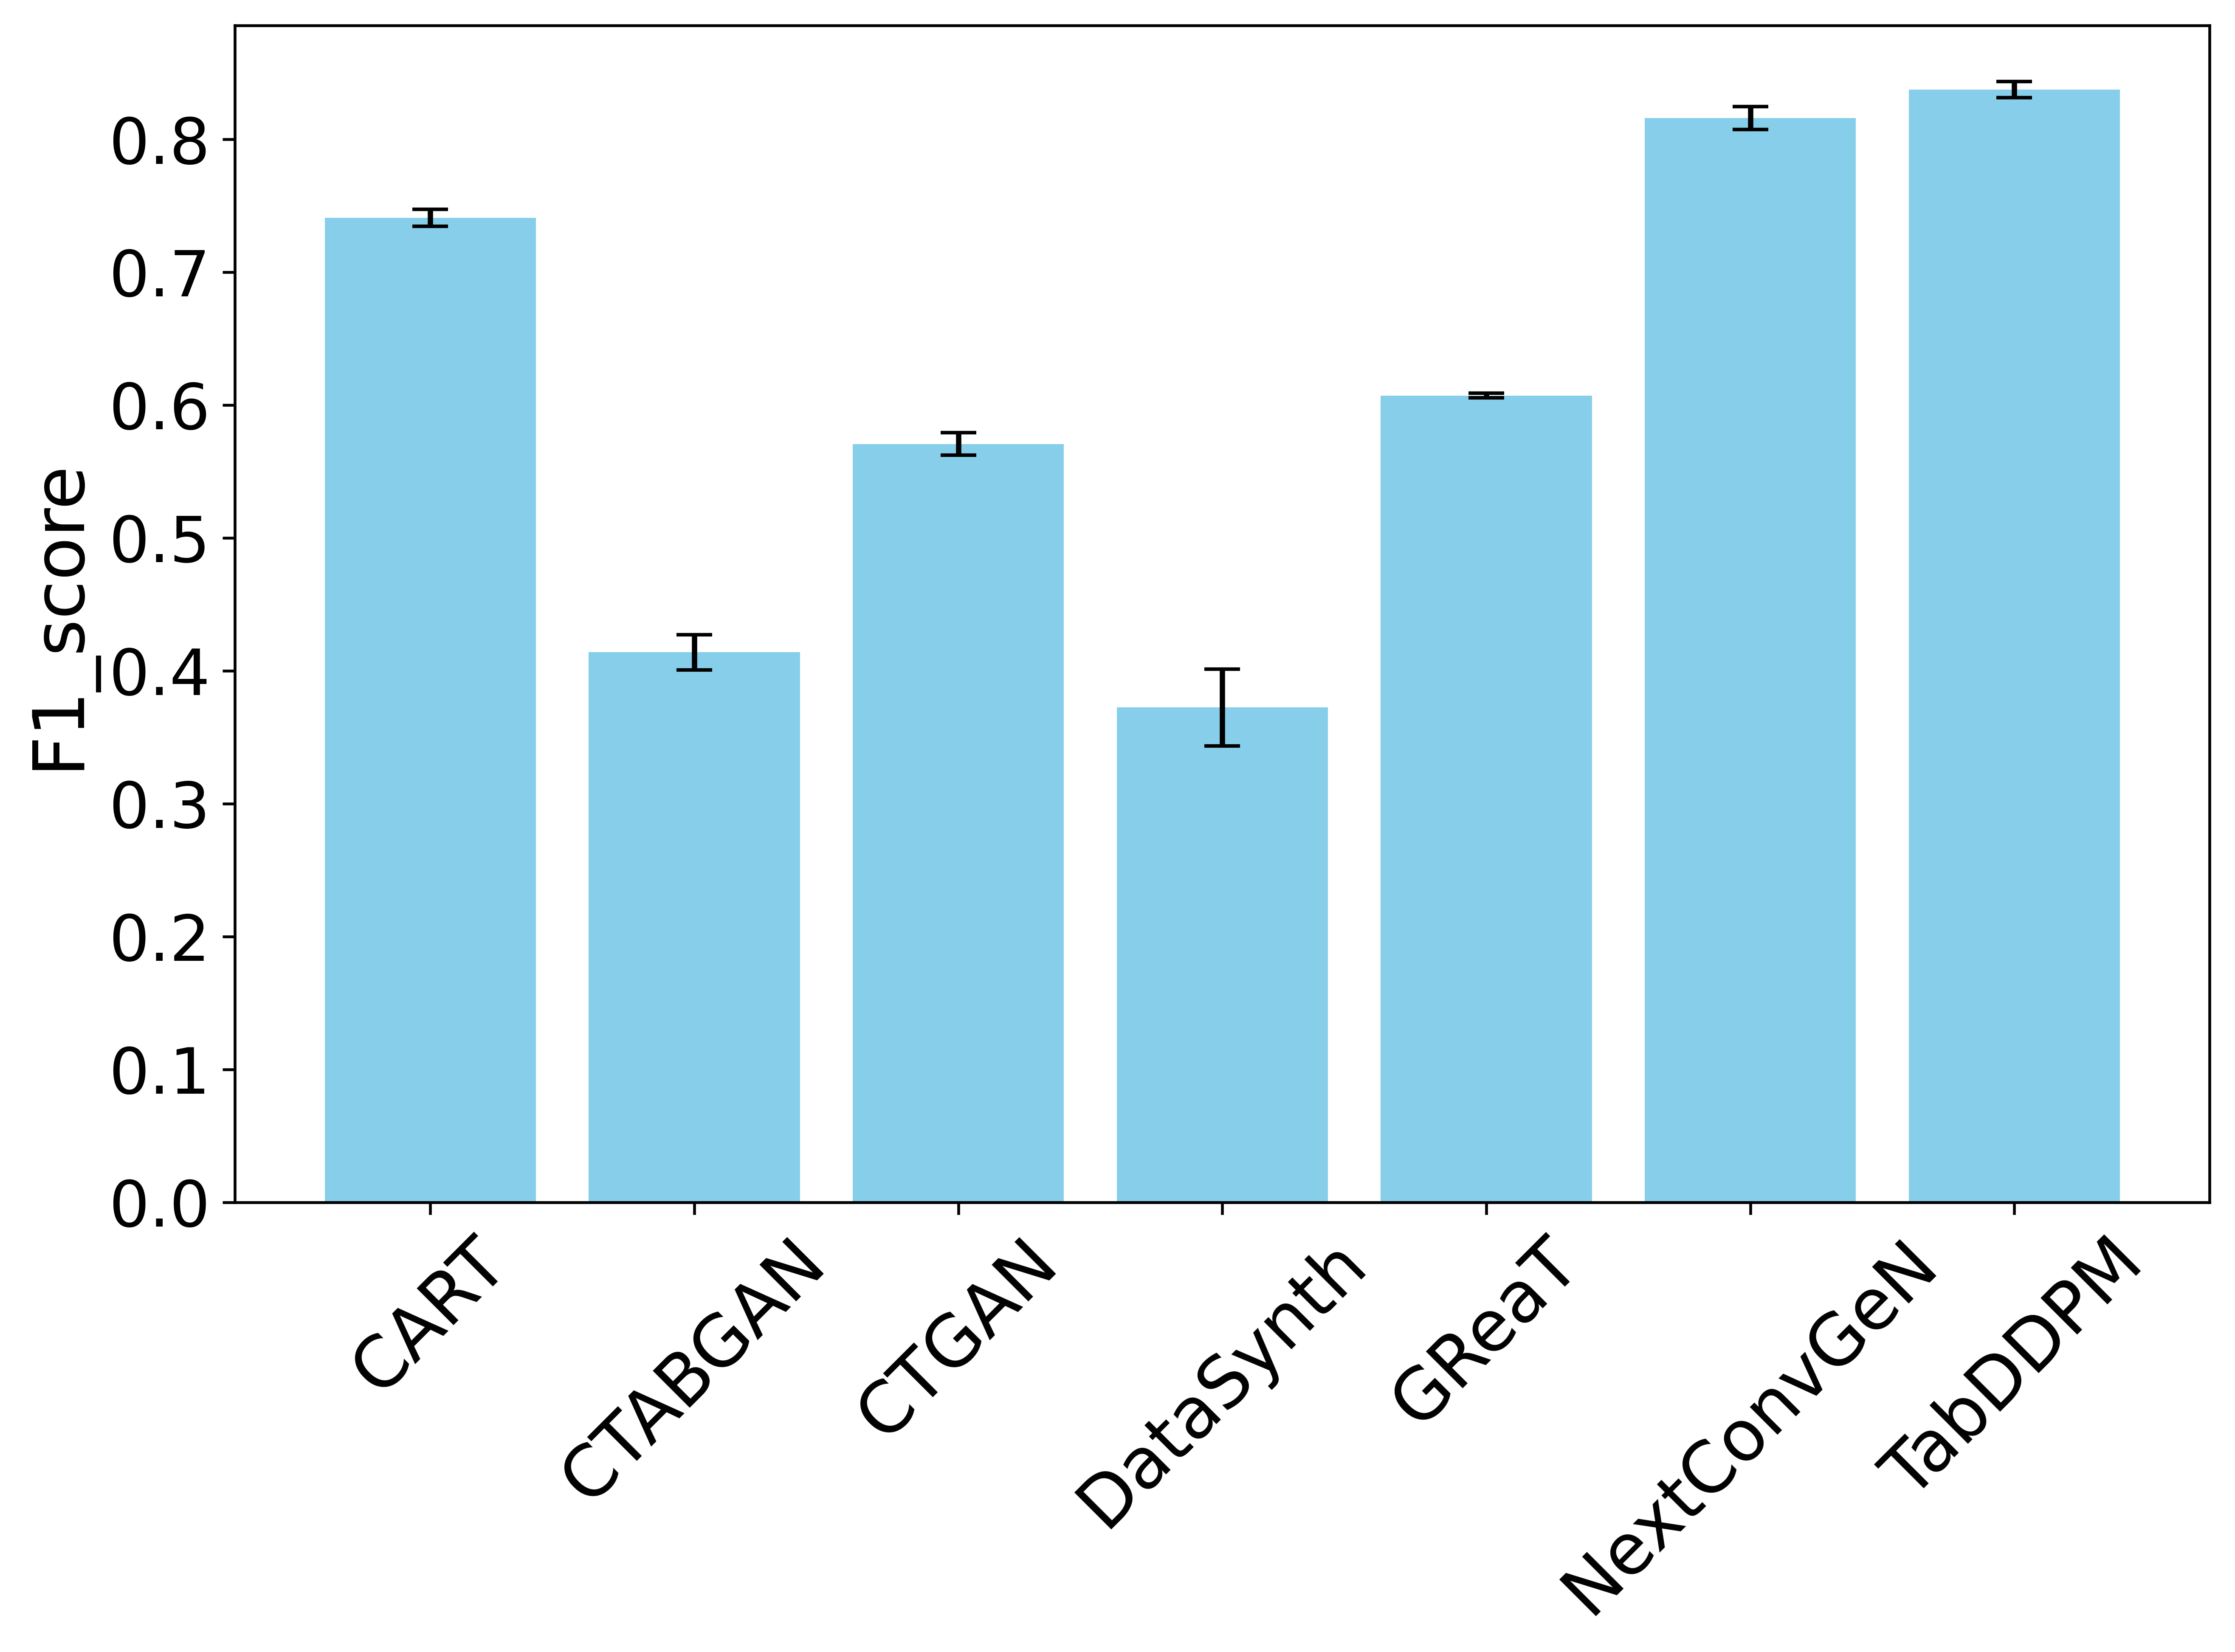 F1_score
0.8
0.7
0.6
0.5
0.4
0.3
0.2
0.1
0.0
CART
CTABGAN
CTGAN
DataSynth
GReaT
NextConvGeN
TabDDPM